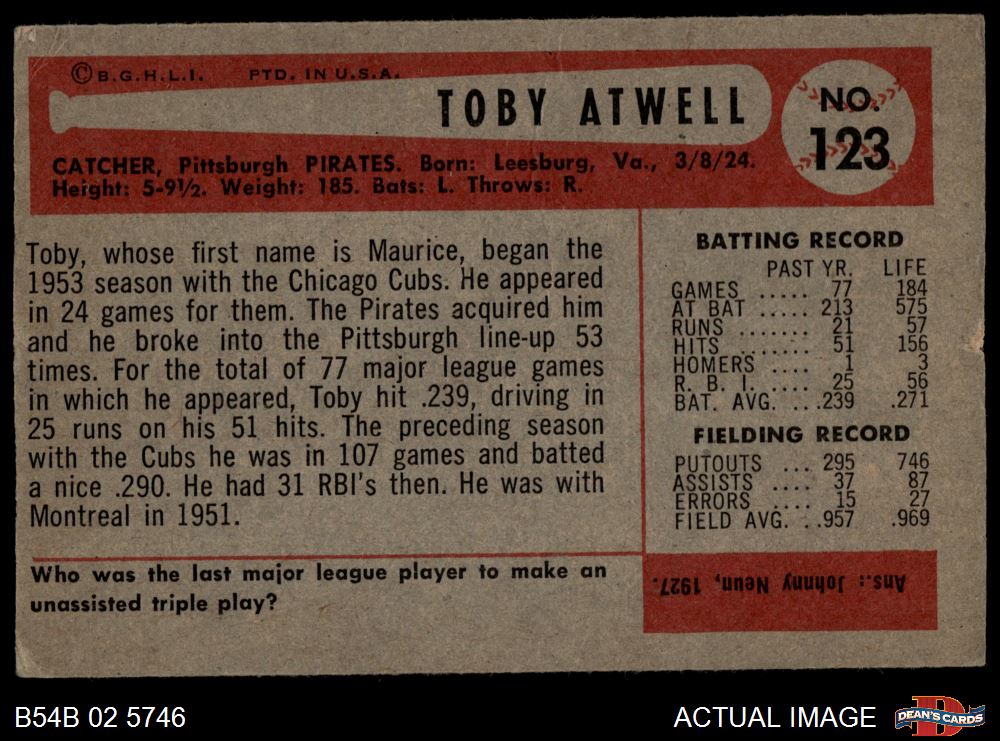 ©B.G.H.L.I. PTD. IN U.S.A.
TOBY ATWELL
NO.
123
CATCHER, Pittsburgh PIRATES. Born: Leesburg, Va., 3/8/24.
Height: 5-9½. Weight: 185. Bats: L. Throws: R.
Toby, whose first name is Maurice, began the
1953 season with the Chicago Cubs. He appeared
in 24 games for them. The Pirates acquired him
and he broke into the Pittsburgh line-up 53
times. For the total of 77 major league games
in which he appeared, Toby hit .239, driving in
25 runs on his 51 hits. The preceding season
with the Cubs he was in 107 games and batted
a nice .290. He had 31 RBI's then. He was with
Montreal in 1951.
BATTING RECORD
PAST YR. LIFE
GAMES ..... 77 184
AT BAT ..... 213 575
RUNS ....... 21 57
HITS ........ 51 156
HOMERS .... 1 3
R. B. I. .... 25 56
BAT. AVG. ...239 .271
FIELDING RECORD
PUTOUTS ... 295 746
ASSISTS .... 37 87
ERRORS .... 15 27
FIELD AVG. ..957 .969
Who was the last major league player to make an
unassisted triple play?
Ans.: Johnny Neun, 1927.
B54B 02 5746
ACTUAL IMAGE
D
DEAN'S CARDS